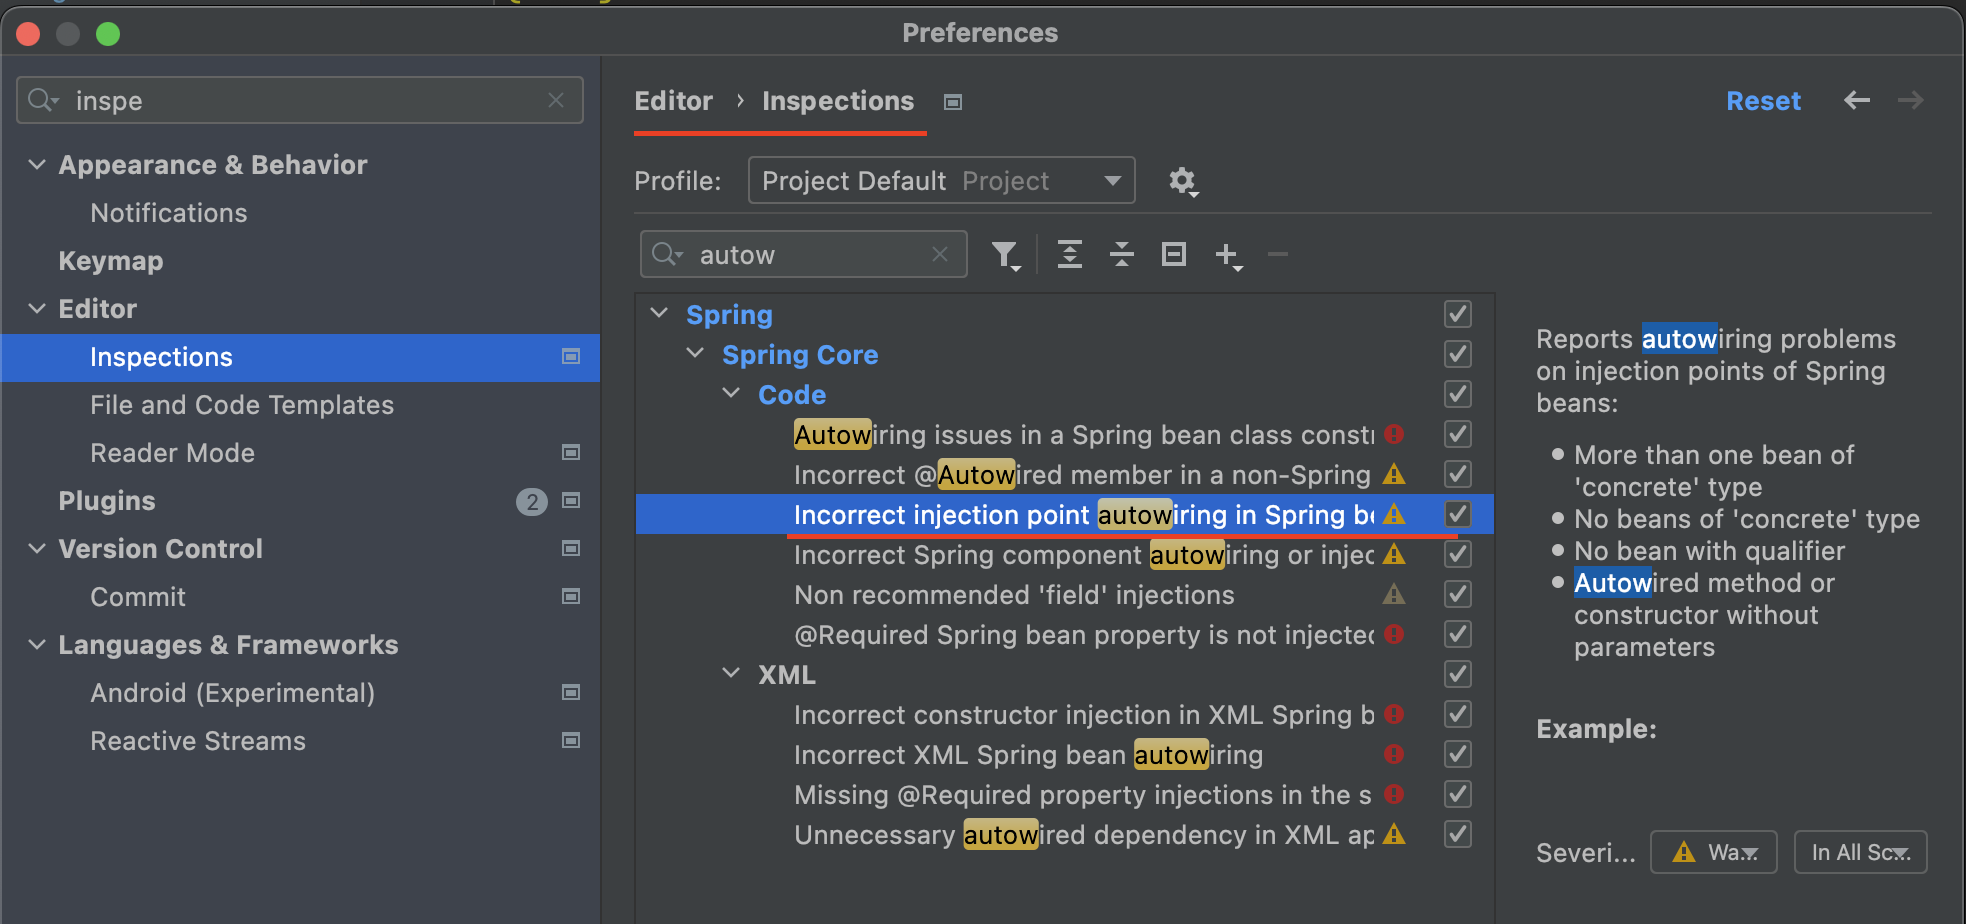 Preferences
inspe
Appearance & Behavior
Notifications
Keymap
Editor
Inspections
File and Code Templates
Reader Mode
Plugins 2
Version Control
Commit
Languages & Frameworks
Android (Experimental)
Reactive Streams
Editor › Inspections
Reset
Profile: Project Default Project
autow
Spring
Spring Core
Code
Autowiring issues in a Spring bean class constr
Incorrect @Autowired member in a non-Spring
Incorrect injection point autowiring in Spring be
Incorrect Spring component autowiring or injec
Non recommended 'field' injections
@Required Spring bean property is not injected
XML
Incorrect constructor injection in XML Spring b
Incorrect XML Spring bean autowiring
Missing @Required property injections in the s
Unnecessary autowired dependency in XML ap
Reports autowiring problems
on injection points of Spring
beans:
• More than one bean of
'concrete' type
• No beans of 'concrete' type
• No bean with qualifier
• Autowired method or
constructor without
parameters
Example:
Severi... Wa... In All Sc...